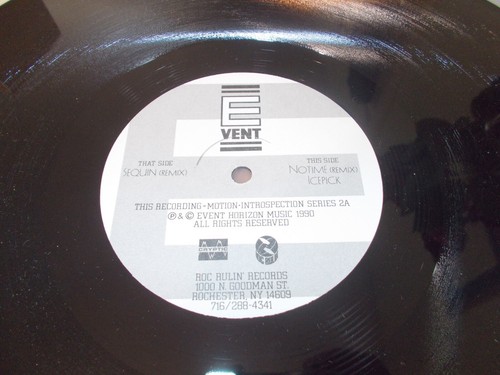 E
VENT
THAT SIDE
SEQUIN (REMIX)
THIS SIDE
NOTIME (REMIX)
ICEPICK
THIS RECORDING-MOTION-INTROSPECTION SERIES 2A
℗ & © EVENT HORIZON MUSIC 1990
ALL RIGHTS RESERVED
CRYPTIC
ROC RULIN' RECORDS
1000 N. GOODMAN ST.
ROCHESTER, NY 14609
716/288-4341